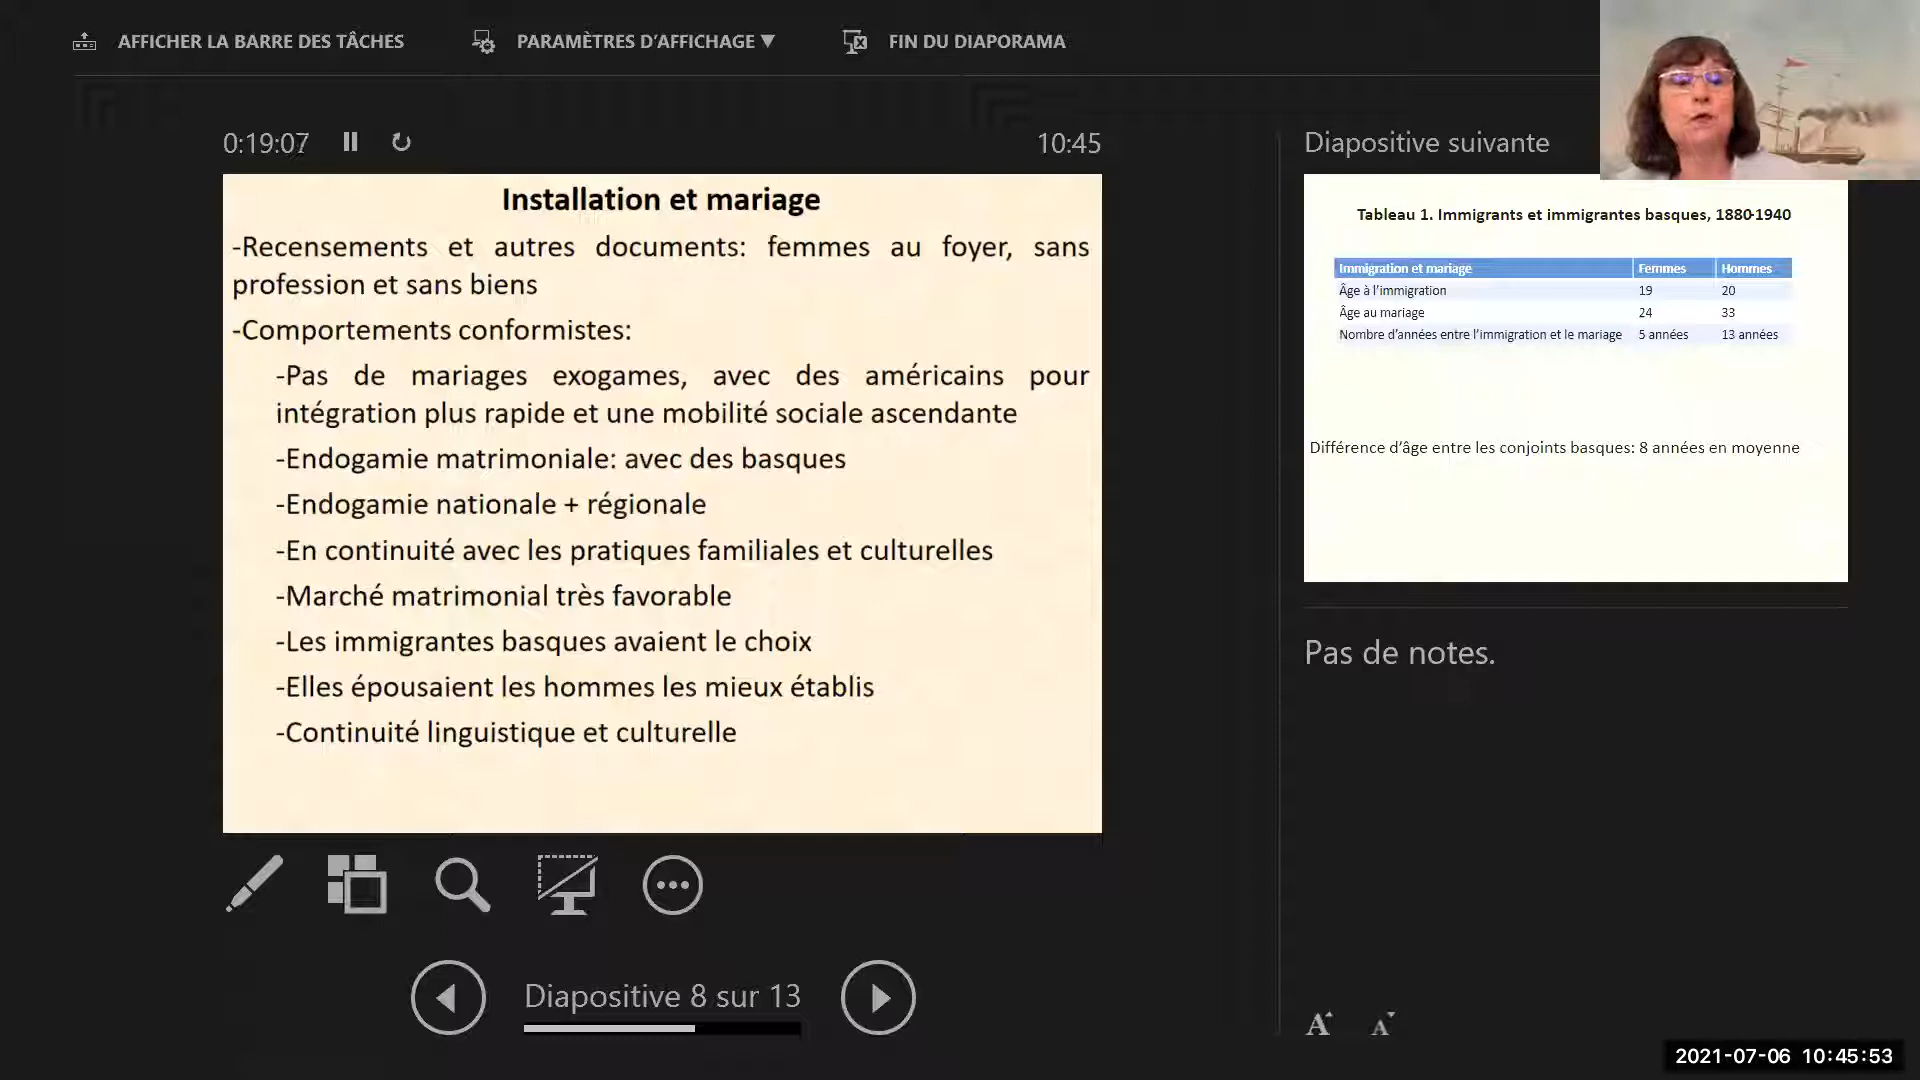 AFFICHER LA BARRE DES TÂCHES
PARAMÈTRES D'AFFICHAGE ▼
FIN DU DIAPORAMA
0:19:07
10:45
Installation et mariage
-Recensements et autres documents: femmes au foyer, sans
profession et sans biens
-Comportements conformistes:
-Pas de mariages exogames, avec des américains pour
intégration plus rapide et une mobilité sociale ascendante
-Endogamie matrimoniale: avec des basques
-Endogamie nationale + régionale
-En continuité avec les pratiques familiales et culturelles
-Marché matrimonial très favorable
-Les immigrantes basques avaient le choix
-Elles épousaient les hommes les mieux établis
-Continuité linguistique et culturelle
Diapositive 8 sur 13
Diapositive suivante
Tableau 1. Immigrants et immigrantes basques, 1880-1940
Immigration et mariage Femmes Hommes
Âge à l'immigration 19 20
Âge au mariage 24 33
Nombre d'années entre l'immigration et le mariage 5 années 13 années
Différence d'âge entre les conjoints basques: 8 années en moyenne
Pas de notes.
A A
2021-07-06 10:45:53